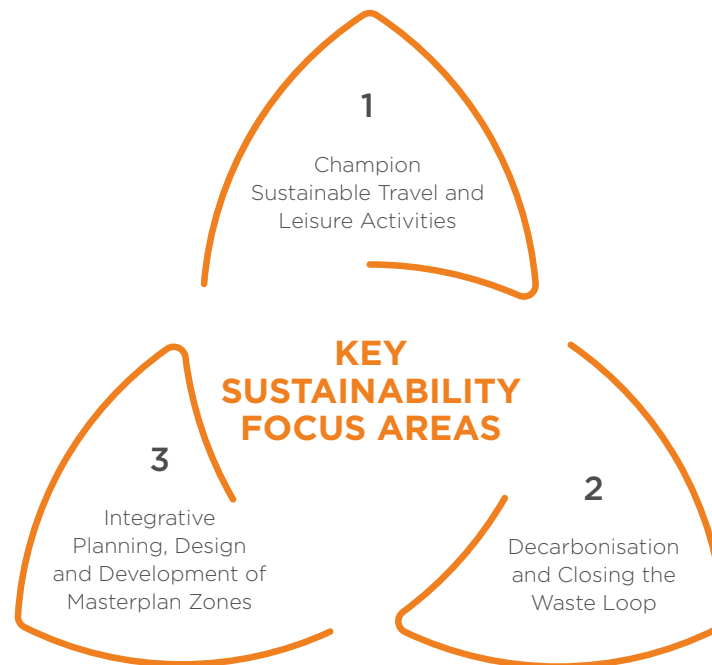 1
Champion
Sustainable Travel and
Leisure Activities
KEY
SUSTAINABILITY
FOCUS AREAS
2
Decarbonisation
and Closing the
Waste Loop
3
Integrative
Planning, Design
and Development of
Masterplan Zones